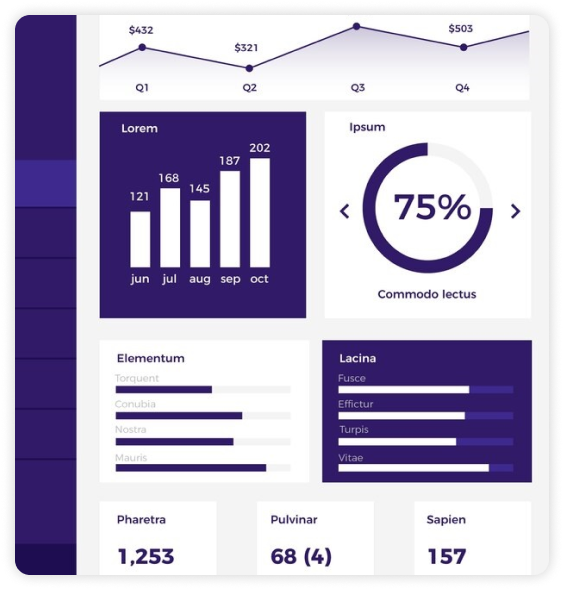 $432
$321
$503
Q1 Q2 Q3 Q4
Lorem
121 168 145 187 202
jun jul aug sep oct
Ipsum
75%
Commodo lectus
Elementum
Torquent
Conubia
Nostra
Mauris
Lacina
Fusce
Effictur
Turpis
Vitae
Pharetra
1,253
Pulvinar
68 (4)
Sapien
157